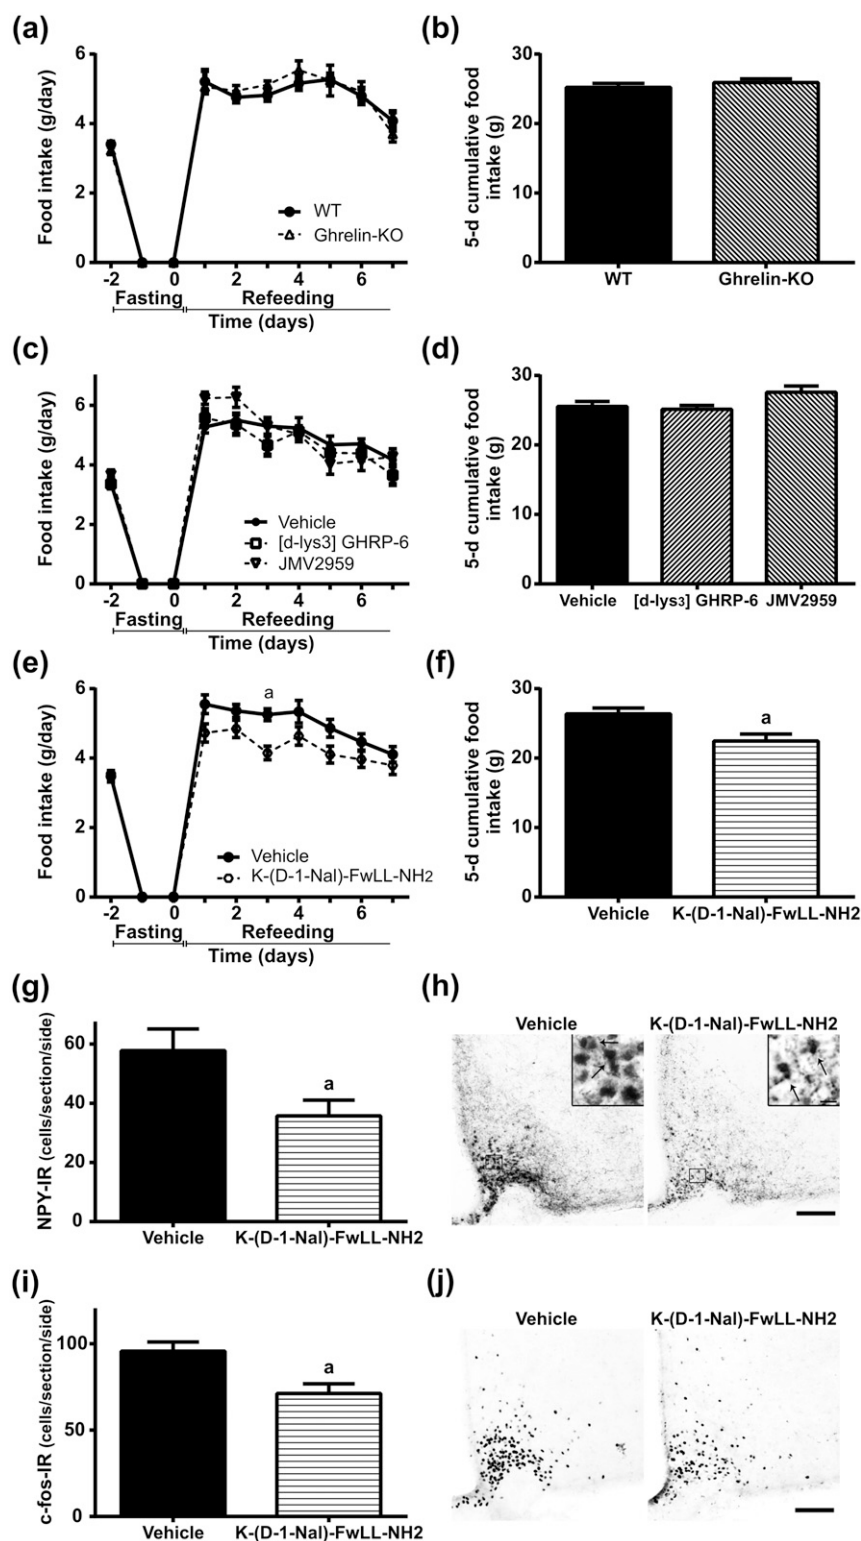 (a)
Food intake (g/day)
6
4
2
0
WT
Ghrelin-KO
-2 0 2 4 6
Fasting Refeeding
Time (days)
(b)
5-d cumulative food
intake (g)
30
20
10
0
WT Ghrelin-KO
(c)
Food intake (g/day)
6
4
2
0
Vehicle
[d-lys3] GHRP-6
JMV2959
-2 0 2 4 6
Fasting Refeeding
Time (days)
(d)
5-d cumulative food
intake (g)
30
20
10
0
Vehicle [d-lys3] GHRP-6 JMV2959
(e)
Food intake (g/day)
6
4
2
0
a
Vehicle
K-(D-1-Nal)-FwLL-NH2
-2 0 2 4 6
Fasting Refeeding
Time (days)
(f)
5-d cumulative food
intake (g)
30
20
10
0
a
Vehicle K-(D-1-Nal)-FwLL-NH2
(g)
NPY-IR (cells/section/side)
60
40
20
0
a
Vehicle K-(D-1-Nal)-FwLL-NH2
(h)
Vehicle K-(D-1-Nal)-FwLL-NH2
(i)
c-fos-IR (cells/section/side)
100
50
0
a
Vehicle K-(D-1-Nal)-FwLL-NH2
(j)
Vehicle K-(D-1-Nal)-FwLL-NH2